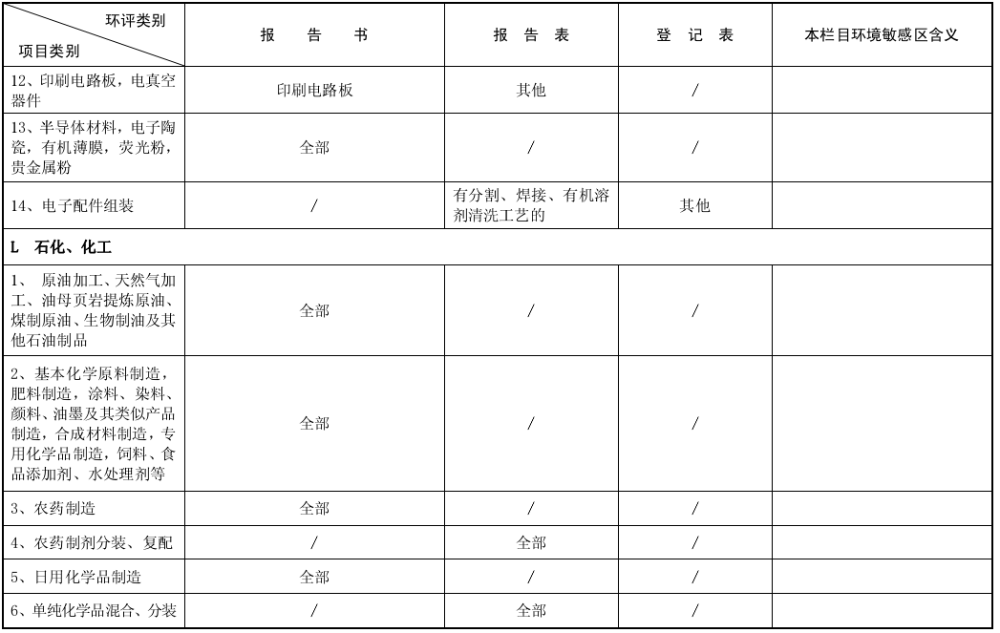 环评类别
项目类别
报 告 书
报 告 表
登 记 表
本栏目环境敏感区含义
12、印刷电路板，电真空
器件
印刷电路板
其他
/
13、半导体材料，电子陶
瓷，有机薄膜，荧光粉，
贵金属粉
全部
/
/
14、电子配件组装
/
有分割、焊接、有机溶
剂清洗工艺的
其他
L 石化、化工
1、 原油加工、天然气加
工、油母页岩提炼原油、
煤制原油、生物制油及其
他石油制品
全部
/
/
2、基本化学原料制造，
肥料制造，涂料、染料、
颜料、油墨及其类似产品
制造，合成材料制造，专
用化学品制造，饲料、食
品添加剂、水处理剂等
全部
/
/
3、农药制造
全部
/
/
4、农药制剂分装、复配
/
全部
/
5、日用化学品制造
全部
/
/
6、单纯化学品混合、分装
/
全部
/